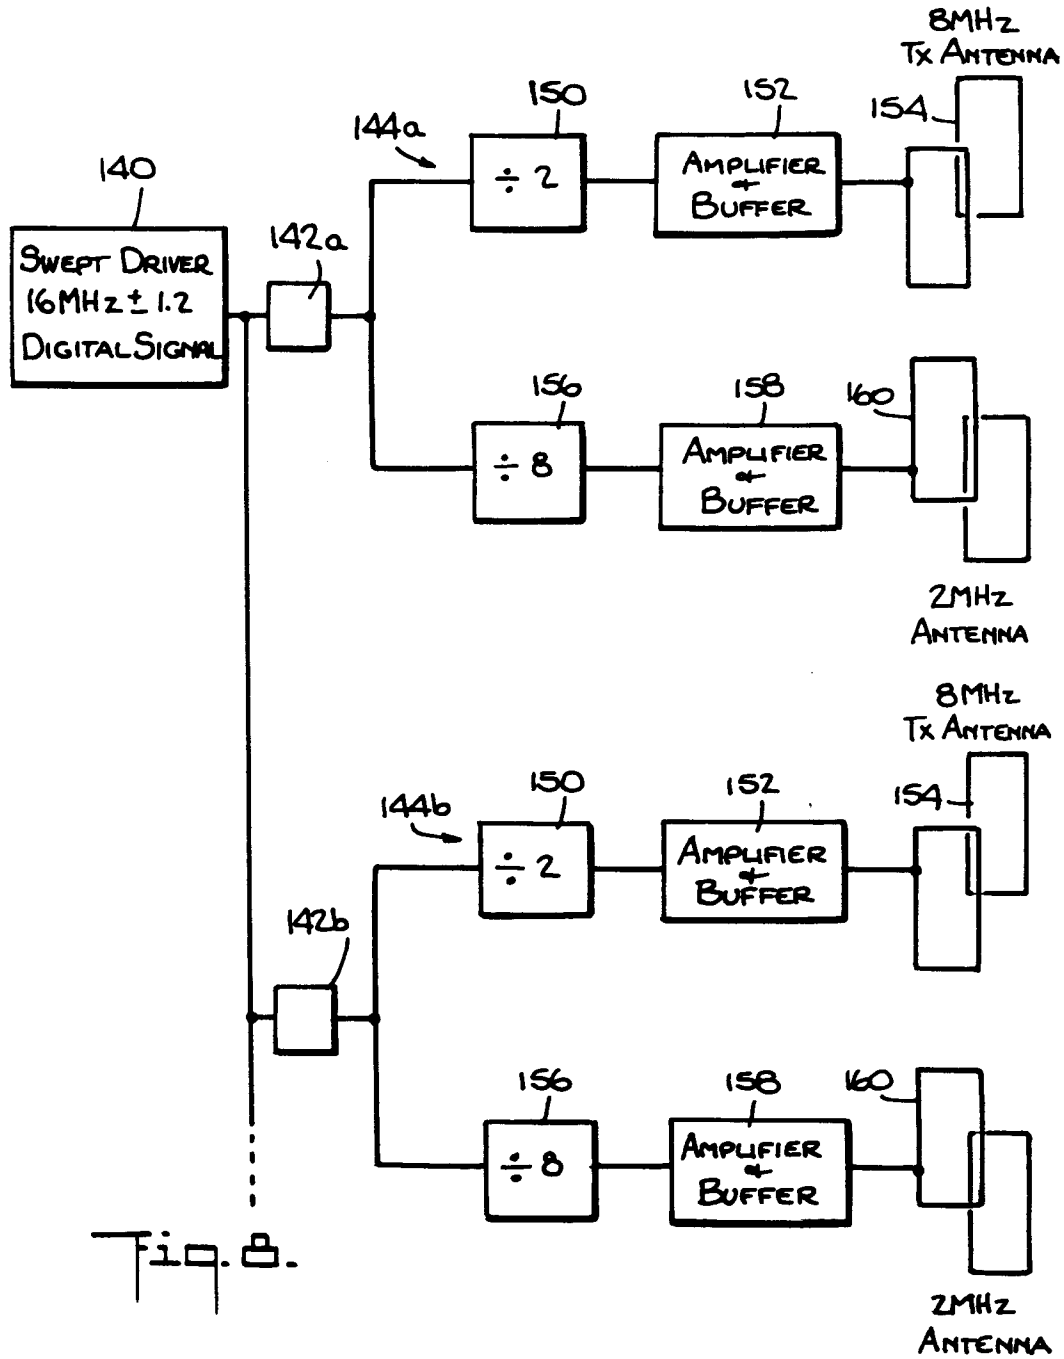 8MHz
Tx Antenna
150
152
154
144a
÷ 2
Amplifier
&
Buffer
140
142a
Swept Driver
16MHz ± 1.2
Digital Signal
156
158
160
÷ 8
Amplifier
&
Buffer
2MHz
Antenna
8MHz
Tx Antenna
150
152
154
144b
÷ 2
Amplifier
&
Buffer
142b
156
158
160
÷ 8
Amplifier
&
Buffer
Fig. 8.
2MHz
Antenna